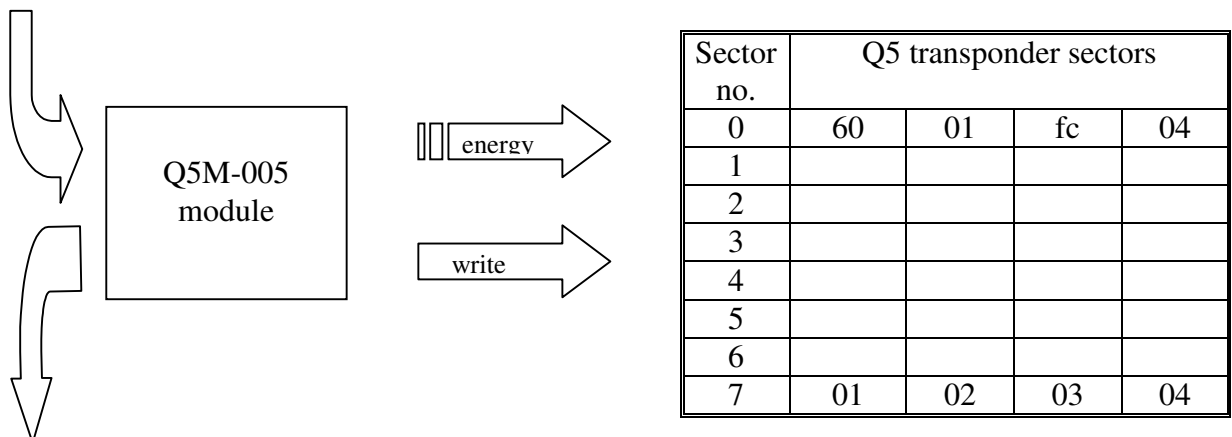 Q5M-005
module
energy
write
Sector
no.
Q5 transponder sectors
0 60 01 fc 04
1
2
3
4
5
6
7 01 02 03 04